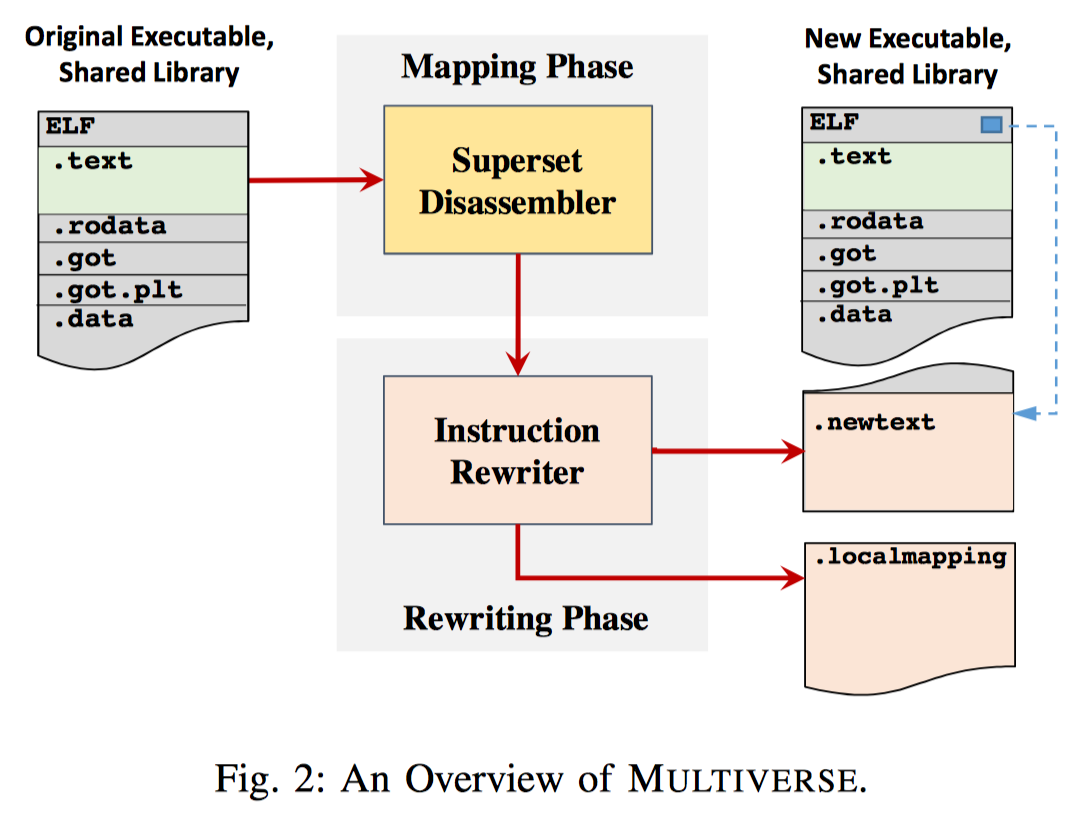 Original Executable,
Shared Library
ELF
.text
.rodata
.got
.got.plt
.data
Mapping Phase
Superset
Disassembler
Instruction
Rewriter
Rewriting Phase
New Executable,
Shared Library
ELF
.text
.rodata
.got
.got.plt
.data
.newtext
.localmapping
Fig. 2: An Overview of MULTIVERSE.